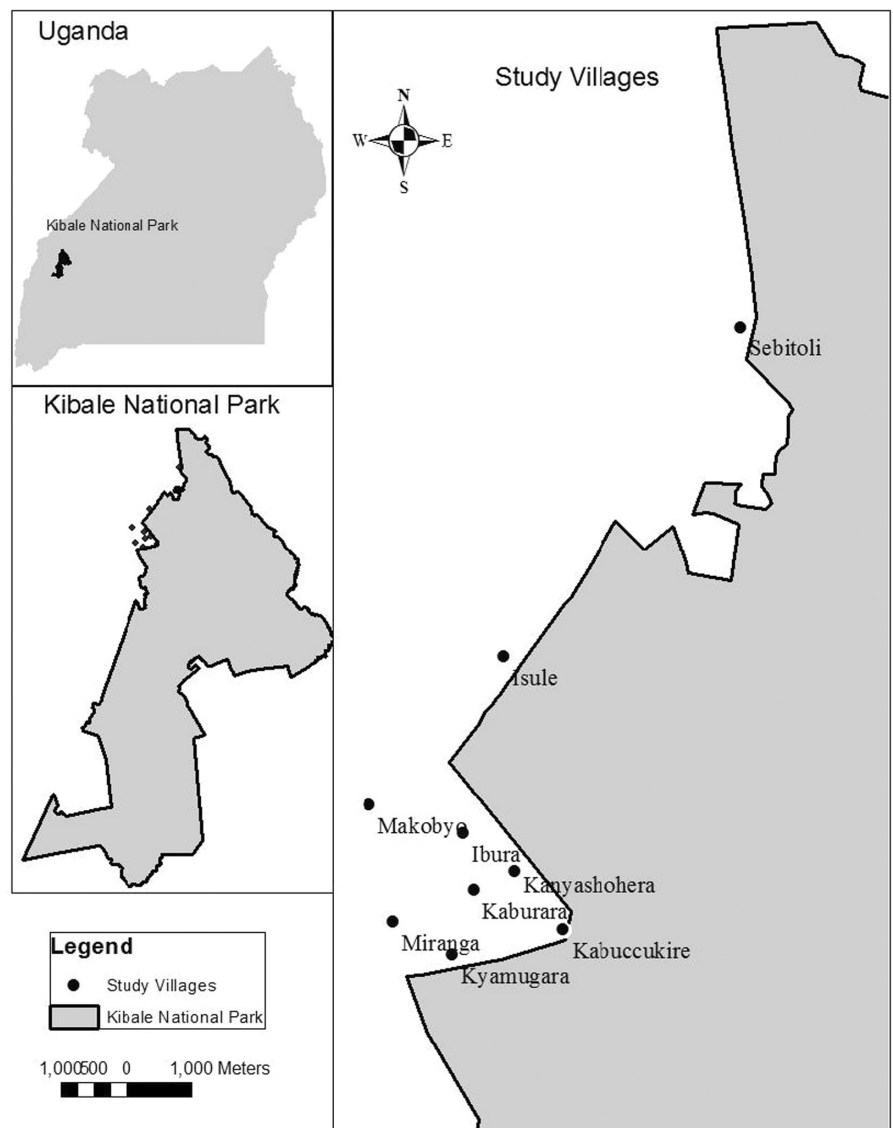 Uganda
Kibale National Park
Kibale National Park
Legend
Study Villages
Kibale National Park
1,000500 0 1,000 Meters
Study Villages
N
W E
S
Sebitoli
Isule
Makobyo
Ibura
Kanyashohera
Kaburara
Miranga
Kabuccukire
Kyamugara